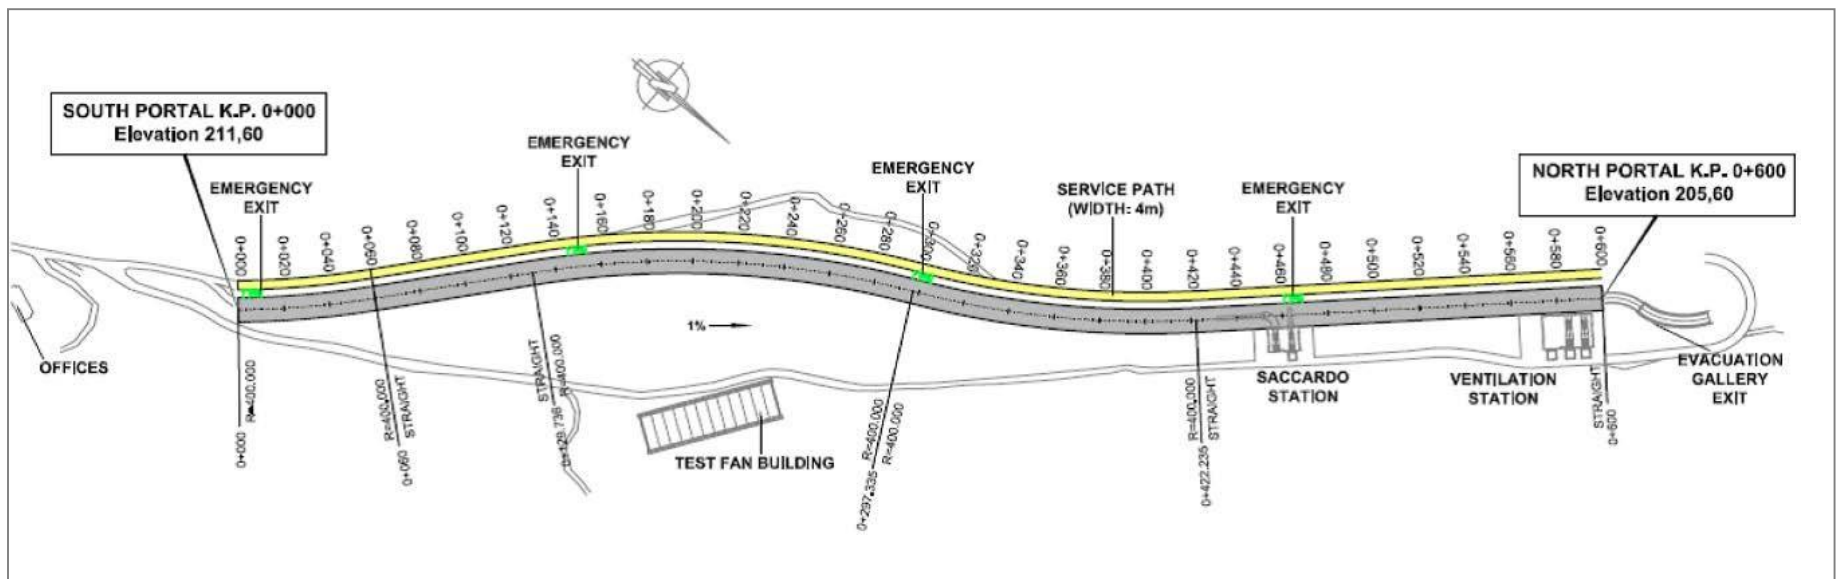 SOUTH PORTAL K.P. 0+000
Elevation 211,60
EMERGENCY
EXIT
EMERGENCY
EXIT
EMERGENCY
EXIT
SERVICE PATH
(WIDTH: 4m)
EMERGENCY
EXIT
NORTH PORTAL K.P. 0+600
Elevation 205,60
0+000
0+020
0+040
0+060
0+080
0+100
0+120
0+140
0+160
0+180
0+200
0+220
0+240
0+260
0+280
0+300
0+320
0+340
0+360
0+380
0+400
0+420
0+440
0+460
0+480
0+500
0+520
0+540
0+560
0+580
0+600
1%
OFFICES
0+000
R=400.000
R=400.000
0+060
STRAIGHT
STRAIGHT
0+129.736
R=400.000
TEST FAN BUILDING
R=400.000
0+297.335
R=400.000
R=400.000
0+422.235
STRAIGHT
SACCARDO
STATION
VENTILATION
STATION
STRAIGHT
0+600
EVACUATION
GALLERY
EXIT